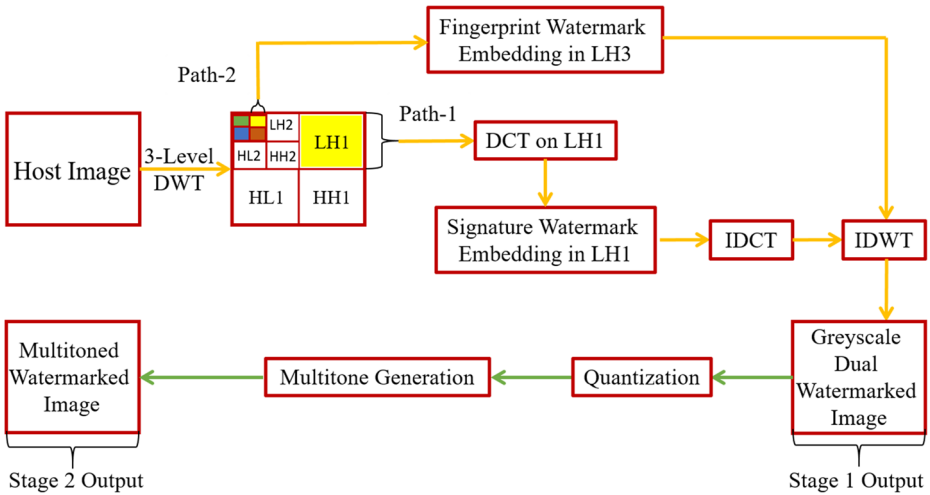 Fingerprint Watermark
Embedding in LH3
Path-2
Path-1
Host Image
3-Level
DWT
LH2
LH1
HL2
HH2
HL1
HH1
DCT on LH1
Signature Watermark
Embedding in LH1
IDCT
IDWT
Multitoned
Watermarked
Image
Multitone Generation
Quantization
Greyscale
Dual
Watermarked
Image
Stage 2 Output
Stage 1 Output